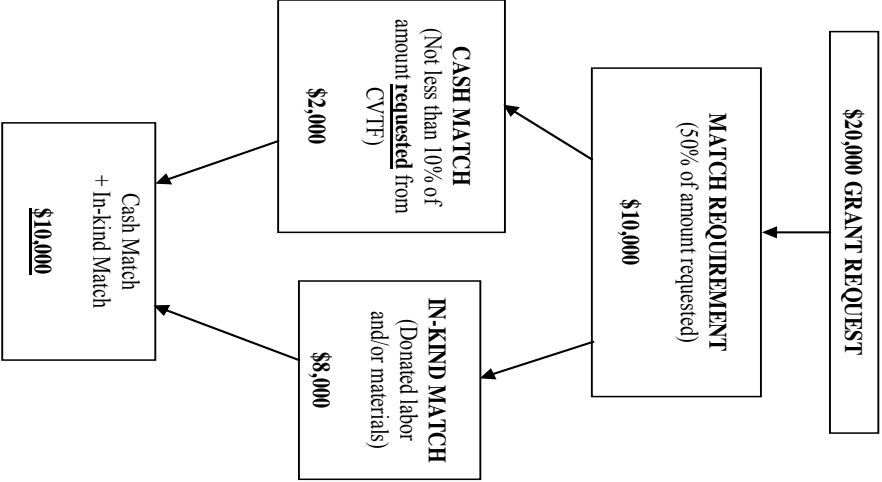 $20,000 GRANT REQUEST
MATCH REQUIREMENT
(50% of amount requested)
$10,000
CASH MATCH
(Not less than 10% of
amount requested from
CVTF)
$2,000
IN-KIND MATCH
(Donated labor
and/or materials)
$8,000
Cash Match
+ In-kind Match
$10,000